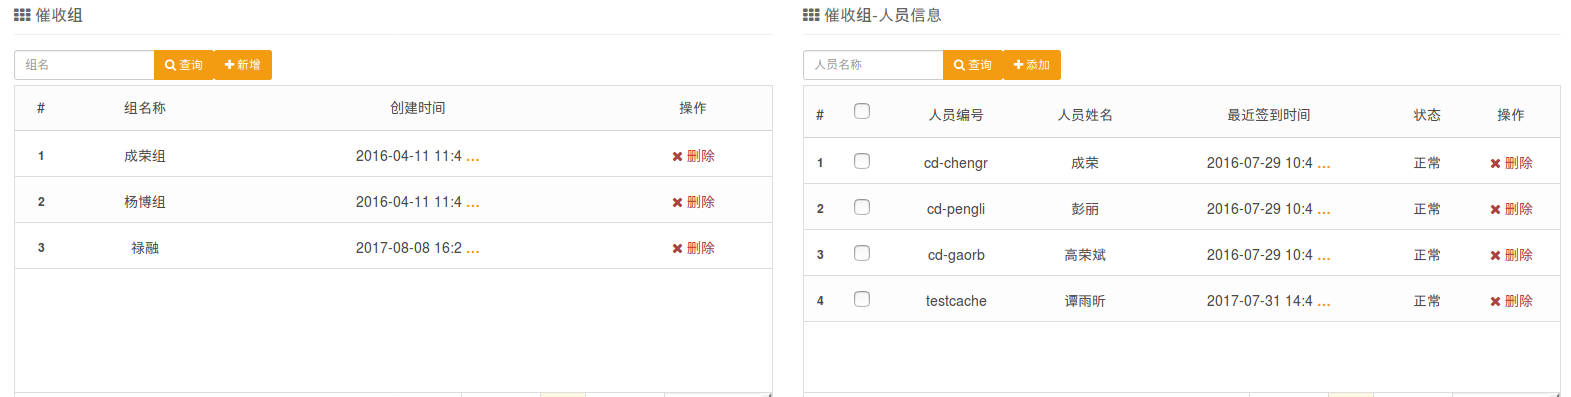 催收组
组名 查询 新增
# 组名称 创建时间 操作
1 成荣组 2016-04-11 11:4 ... 删除
2 杨博组 2016-04-11 11:4 ... 删除
3 禄融 2017-08-08 16:2 ... 删除
催收组-人员信息
人员名称 查询 添加
# 人员编号 人员姓名 最近签到时间 状态 操作
1 cd-chengr 成荣 2016-07-29 10:4 ... 正常 删除
2 cd-pengli 彭丽 2016-07-29 10:4 ... 正常 删除
3 cd-gaorb 高荣斌 2016-07-29 10:4 ... 正常 删除
4 testcache 谭雨昕 2017-07-31 14:4 ... 正常 删除